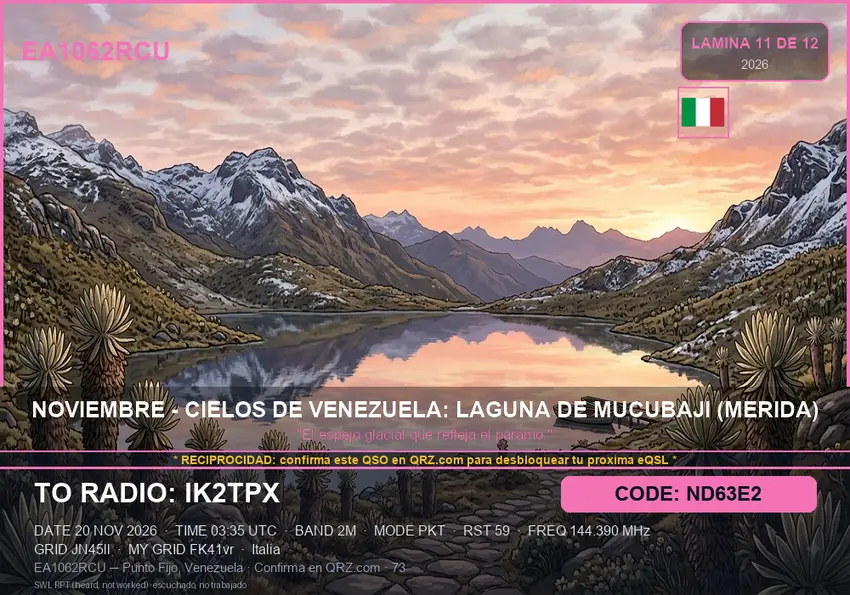 EA1062RCU
LAMINA 11 DE 12
2026
NOVIEMBRE - CIELOS DE VENEZUELA: LAGUNA DE MUCUBAJI (MERIDA)
"El espejo glacial que refleja el paramo."
* RECIPROCIDAD: confirma este QSO en QRZ.com para desbloquear tu proxima eQSL *
TO RADIO: IK2TPX
CODE: ND63E2
DATE 20 NOV 2026 · TIME 03:35 UTC · BAND 2M · MODE PKT · RST 59 · FREQ 144.390 MHz
GRID JN45II · MY GRID FK41vr · Italia
EA1062RCU — Punto Fijo, Venezuela · Confirma en QRZ.com · 73
SWL RPT (heard, not worked) · escuchado, no trabajado